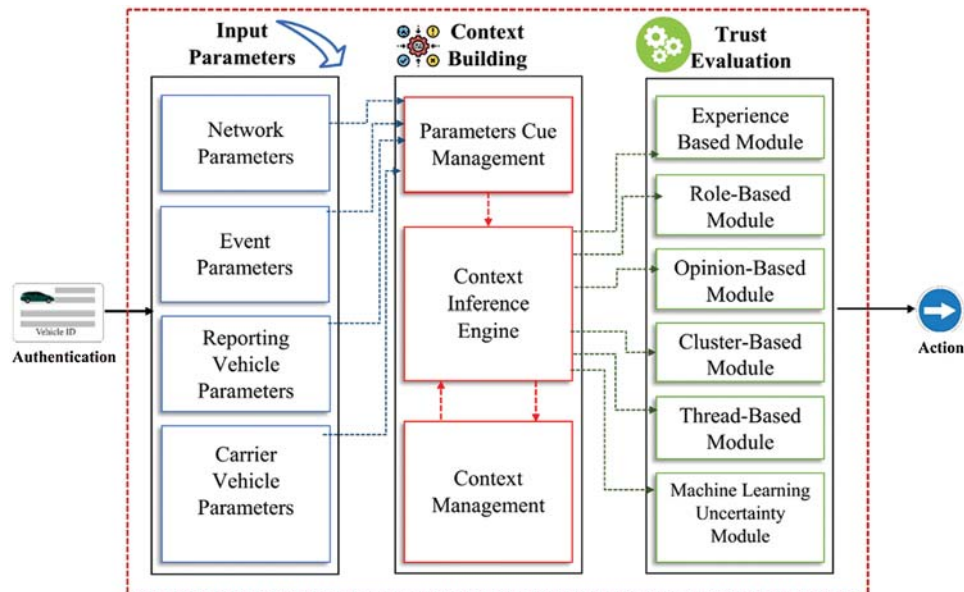 Input
Parameters
Context
Building
Trust
Evaluation
Network
Parameters
Event
Parameters
Reporting
Vehicle
Parameters
Carrier
Vehicle
Parameters
Parameters Cue
Management
Context
Inference
Engine
Context
Management
Experience
Based Module
Role-Based
Module
Opinion-Based
Module
Cluster-Based
Module
Thread-Based
Module
Machine Learning
Uncertainty
Module
Vehicle ID
Authentication
Action